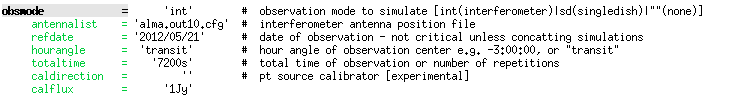 obsmode = 'int' # observation mode to simulate [int(interferometer)|sd(singledish)|""(none)]
antennalist = 'alma.out10.cfg' # interferometer antenna position file
refdate = '2012/05/21' # date of observation - not critical unless concatting simulations
hourangle = 'transit' # hour angle of observation center e.g. -3:00:00, or "transit"
totaltime = '7200s' # total time of observation or number of repetitions
caldirection = '' # pt source calibrator [experimental]
calflux = '1Jy'